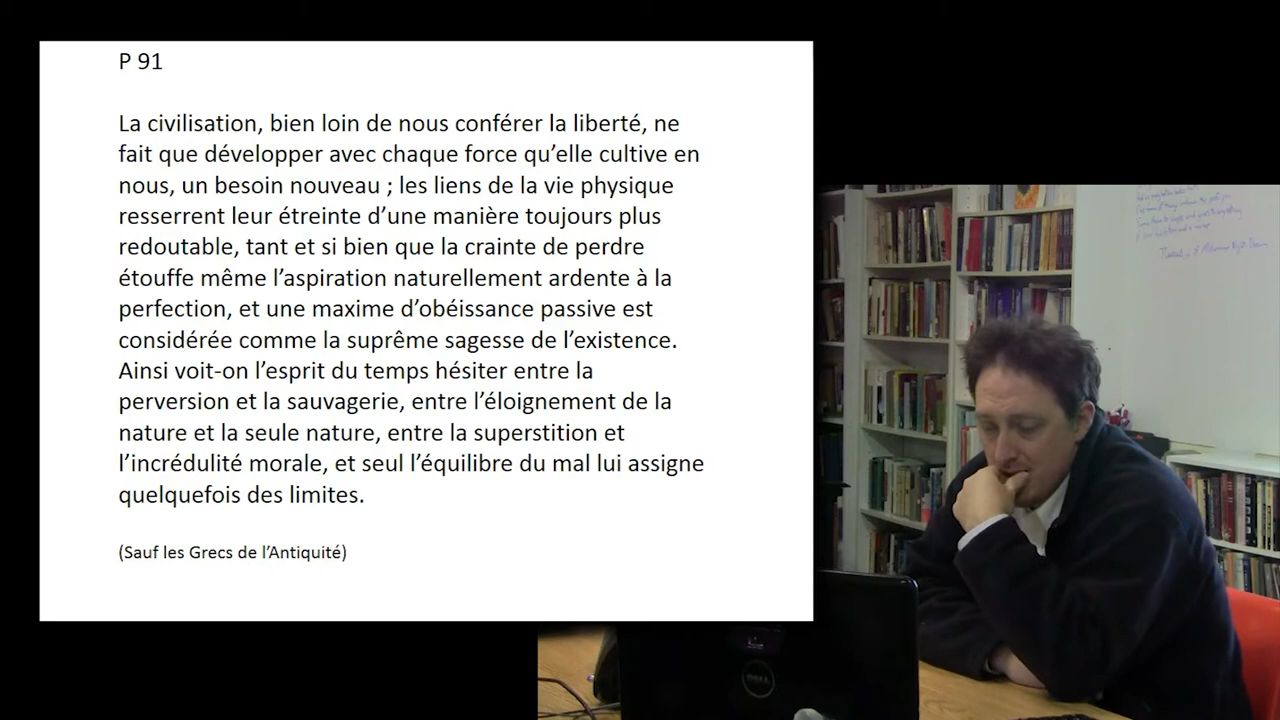 P 91
La civilisation, bien loin de nous conférer la liberté, ne
fait que développer avec chaque force qu’elle cultive en
nous, un besoin nouveau ; les liens de la vie physique
resserrent leur étreinte d’une manière toujours plus
redoutable, tant et si bien que la crainte de perdre
étouffe même l’aspiration naturellement ardente à la
perfection, et une maxime d’obéissance passive est
considérée comme la suprême sagesse de l’existence.
Ainsi voit-on l’esprit du temps hésiter entre la
perversion et la sauvagerie, entre l’éloignement de la
nature et la seule nature, entre la superstition et
l’incrédulité morale, et seul l’équilibre du mal lui assigne
quelquefois des limites.
(Sauf les Grecs de l’Antiquité)
DELL